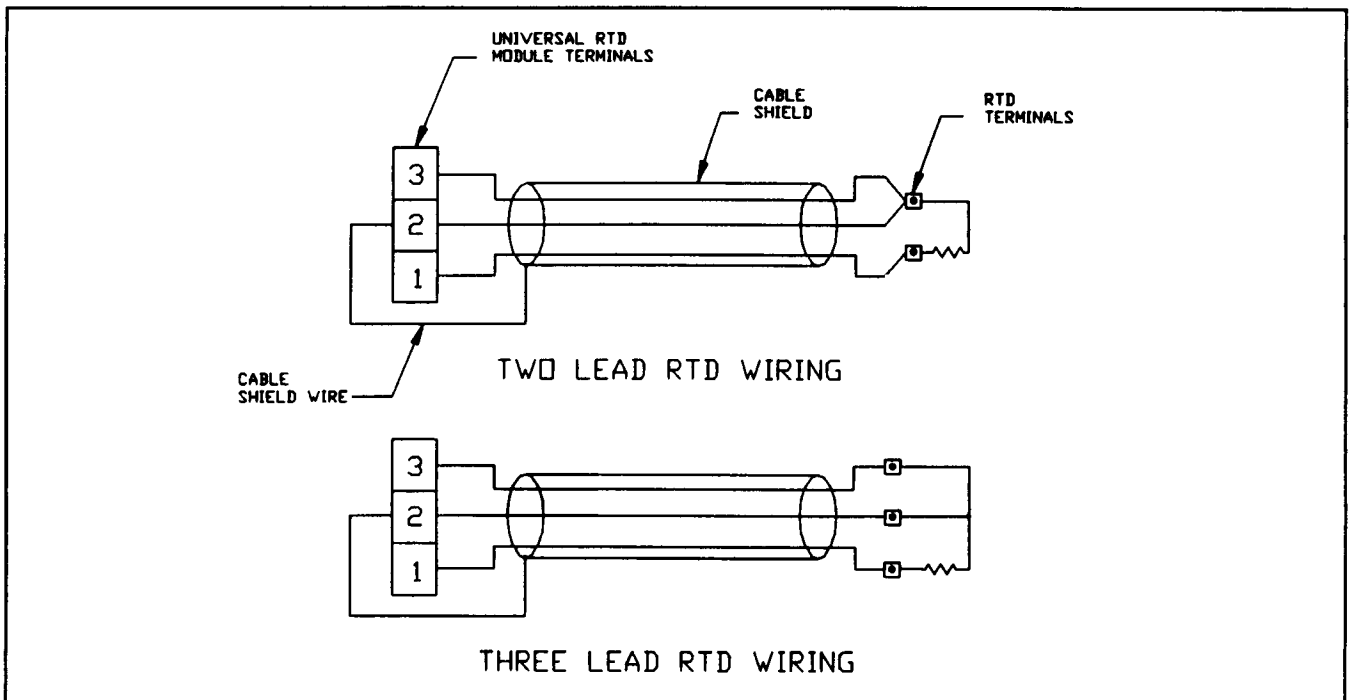 UNIVERSAL RTD
MODULE TERMINALS
CABLE
SHIELD
RTD
TERMINALS
3
2
1
TWO LEAD RTD WIRING
CABLE
SHIELD WIRE
3
2
1
THREE LEAD RTD WIRING